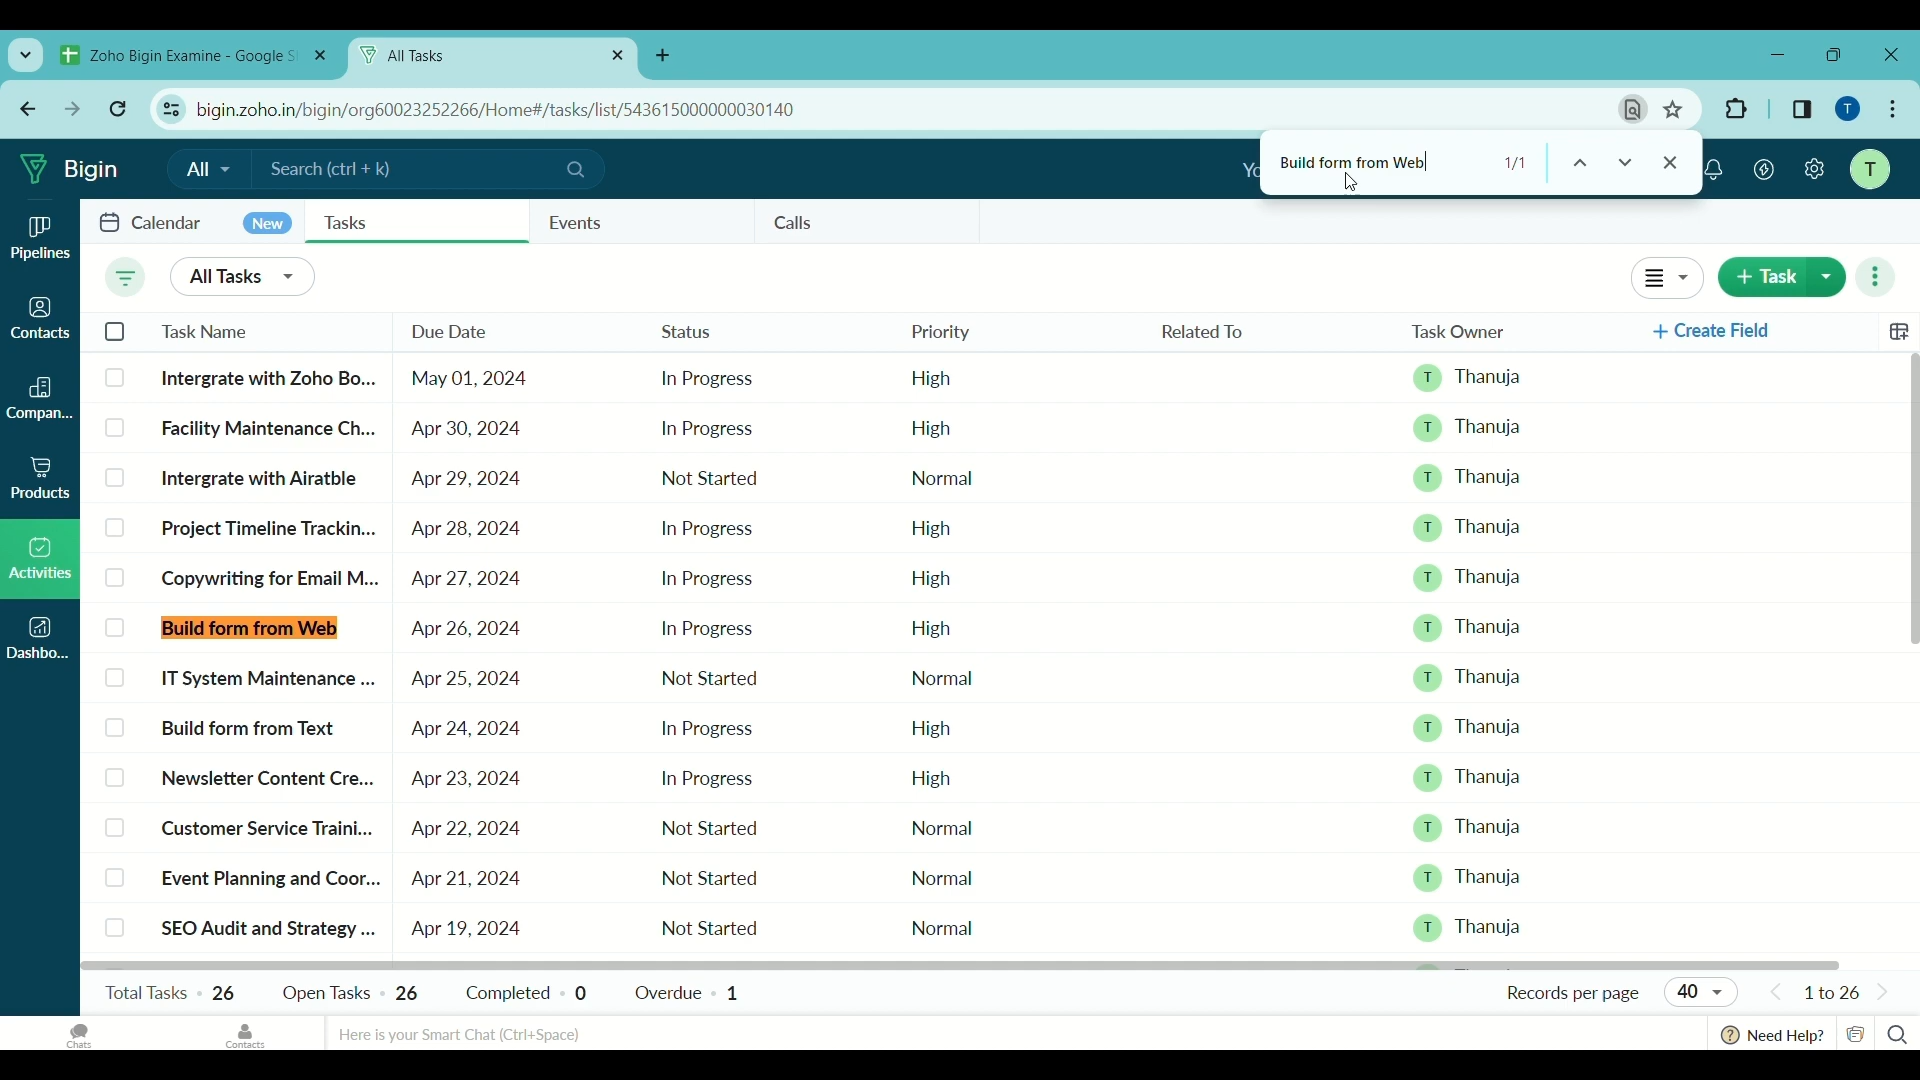 Zoho Bigin Examine - Google S
All Tasks
bigin.zoho.in/bigin/org60023252266/Home#/tasks/list/543615000000030140
T
Bigin
All
Search (ctrl + k)
Yo
Build form from Web
1/1
T
Pipelines
Contacts
Compan...
Products
Activities
Dashbo...
Calendar New Tasks Events Calls
All Tasks
+ Task
Task Name Due Date Status Priority Related To Task Owner + Create Field
Intergrate with Zoho Bo... May 01, 2024 In Progress High T Thanuja
Facility Maintenance Ch... Apr 30, 2024 In Progress High T Thanuja
Intergrate with Airatble Apr 29, 2024 Not Started Normal T Thanuja
Project Timeline Trackin... Apr 28, 2024 In Progress High T Thanuja
Copywriting for Email M... Apr 27, 2024 In Progress High T Thanuja
Build form from Web Apr 26, 2024 In Progress High T Thanuja
IT System Maintenance ... Apr 25, 2024 Not Started Normal T Thanuja
Build form from Text Apr 24, 2024 In Progress High T Thanuja
Newsletter Content Cre... Apr 23, 2024 In Progress High T Thanuja
Customer Service Traini... Apr 22, 2024 Not Started Normal T Thanuja
Event Planning and Coor... Apr 21, 2024 Not Started Normal T Thanuja
SEO Audit and Strategy ... Apr 19, 2024 Not Started Normal T Thanuja
Total Tasks • 26 Open Tasks • 26 Completed • 0 Overdue • 1 Records per page 40 1 to 26
Chats
Contacts
Here is your Smart Chat (Ctrl+Space)
? Need Help?